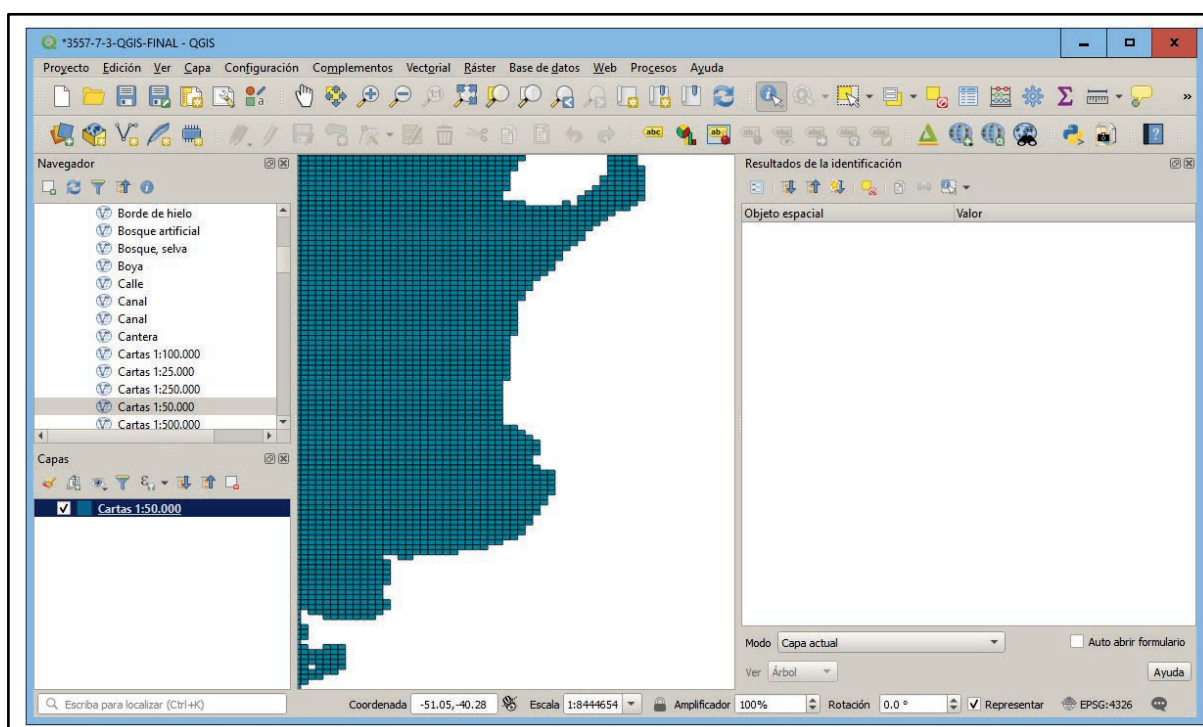 *3557-7-3-QGIS-FINAL - QGIS
Proyecto Edición Ver Capa Configuración Complementos Vectorial Ráster Base de datos Web Procesos Ayuda
Navegador
Borde de hielo
Bosque artificial
Bosque, selva
Boya
Calle
Canal
Canal
Cantera
Cartas 1:100.000
Cartas 1:25.000
Cartas 1:250.000
Cartas 1:50.000
Cartas 1:500.000
Capas
Cartas 1:50.000
Resultados de la identificación
Objeto espacial Valor
Modo Capa actual Auto abrir formulario
Ver Árbol Ayuda
Escriba para localizar (Ctrl+K) Coordenada -51.05,-40.28 Escala 1:8444654 Amplificador 100% Rotación 0.0 ° Representar EPSG:4326